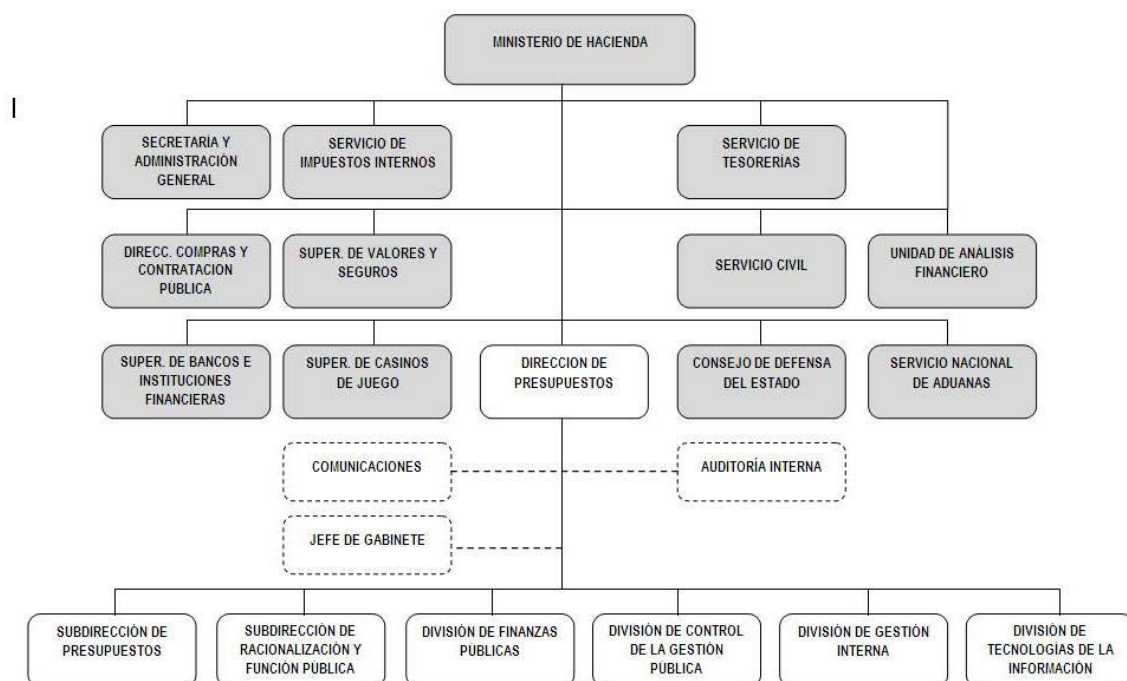 MINISTERIO DE HACIENDA
SECRETARÍA Y
ADMINISTRACIÓN
GENERAL
SERVICIO DE
IMPUESTOS INTERNOS
SERVICIO DE
TESORERÍAS
DIRECC. COMPRAS Y
CONTRATACION
PÚBLICA
SUPER. DE VALORES Y
SEGUROS
SERVICIO CIVIL
UNIDAD DE ANÁLISIS
FINANCIERO
SUPER. DE BANCOS E
INSTITUCIONES
FINANCIERAS
SUPER. DE CASINOS
DE JUEGO
DIRECCION DE
PRESUPUESTOS
CONSEJO DE DEFENSA
DEL ESTADO
SERVICIO NACIONAL
DE ADUANAS
COMUNICACIONES
AUDITORÍA INTERNA
JEFE DE GABINETE
SUBDIRECCIÓN DE
PRESUPUESTOS
SUBDIRECCIÓN DE
RACIONALIZACIÓN Y
FUNCIÓN PÚBLICA
DIVISIÓN DE FINANZAS
PÚBLICAS
DIVISIÓN DE CONTROL
DE LA GESTIÓN
PÚBLICA
DIVISIÓN DE GESTIÓN
INTERNA
DIVISIÓN DE
TECNOLOGÍAS DE LA
INFORMACIÓN